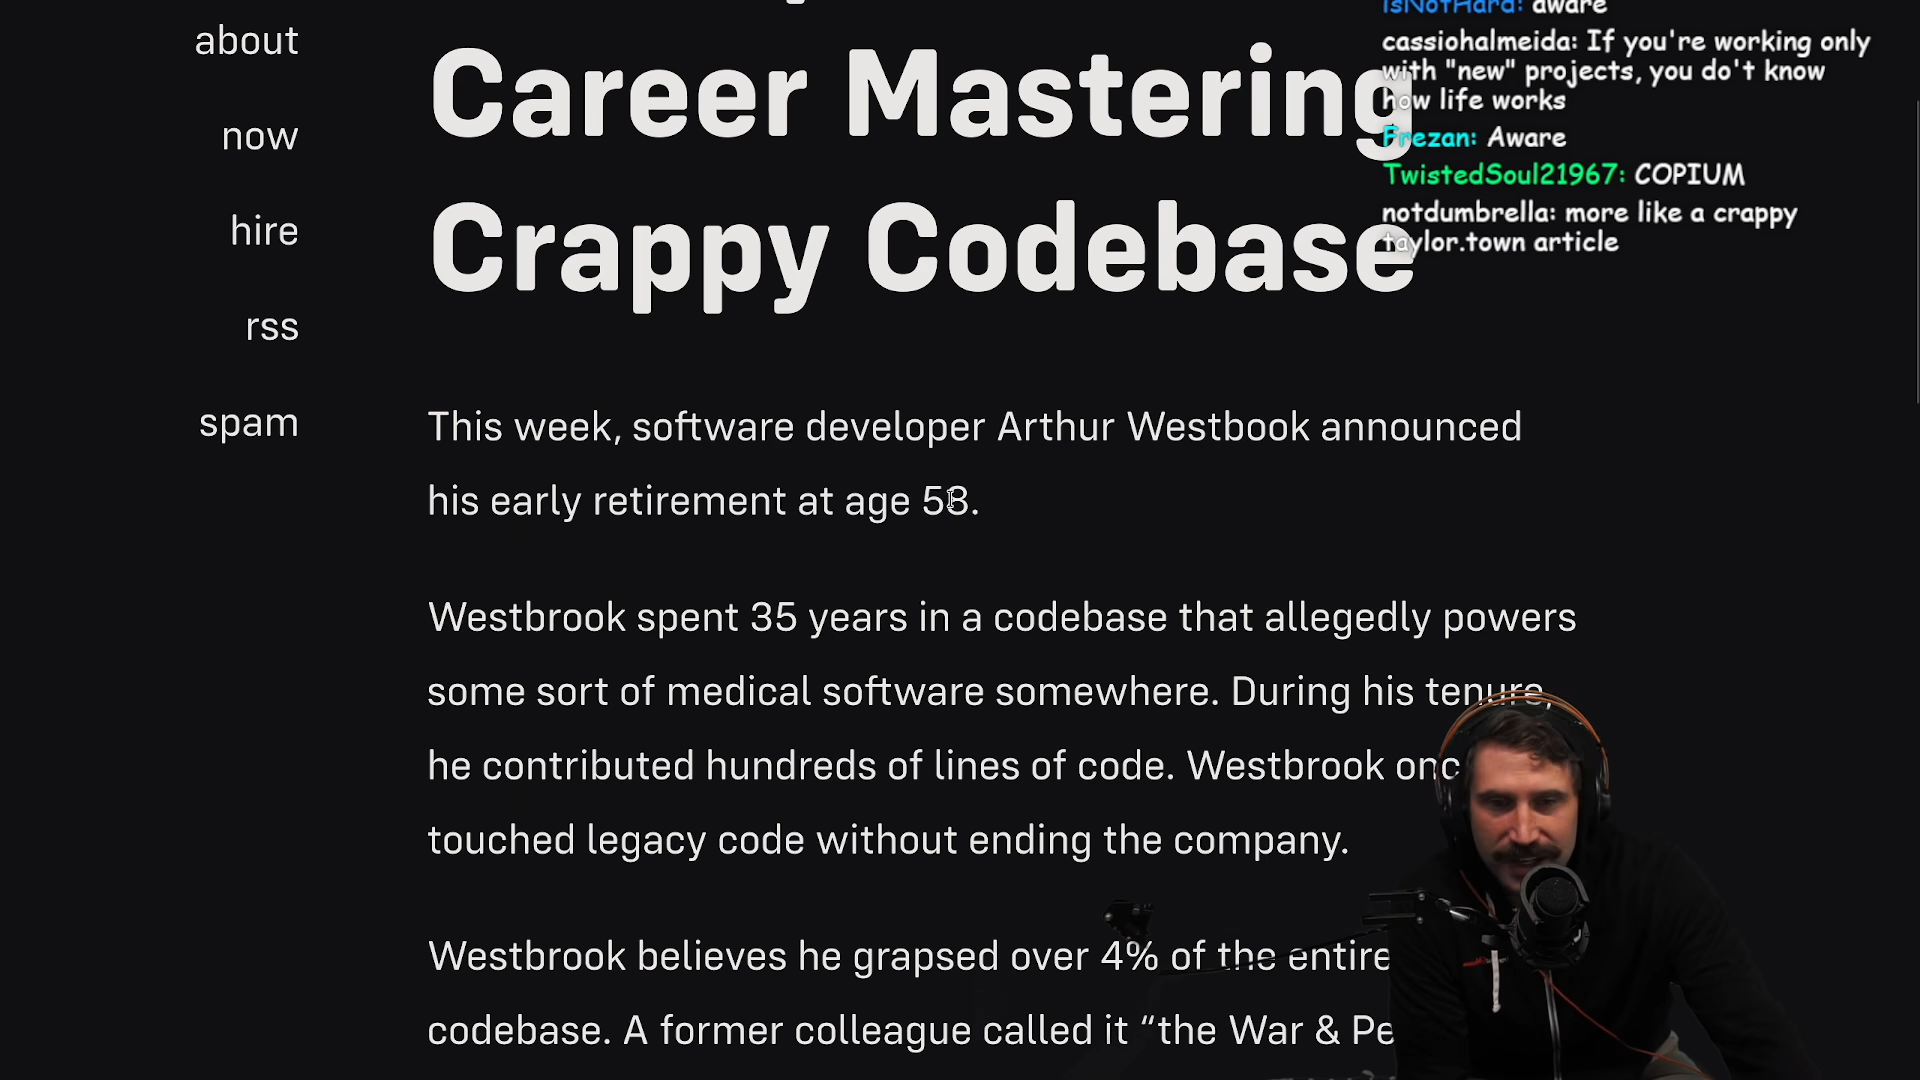 about
now
hire
rss
spam
Career Mastering
Crappy Codebase
This week, software developer Arthur Westbook announced
his early retirement at age 53.
Westbrook spent 35 years in a codebase that allegedly powers
some sort of medical software somewhere. During his tenure,
he contributed hundreds of lines of code. Westbrook onc
touched legacy code without ending the company.
Westbrook believes he grapsed over 4% of the entire
codebase. A former colleague called it “the War & Pe
IsNotHard: aware
cassiohalmeida: If you're working only
with "new" projects, you do't know
how life works
Frezan: Aware
TwistedSoul21967: COPIUM
notdumbrella: more like a crappy
taylor.town article